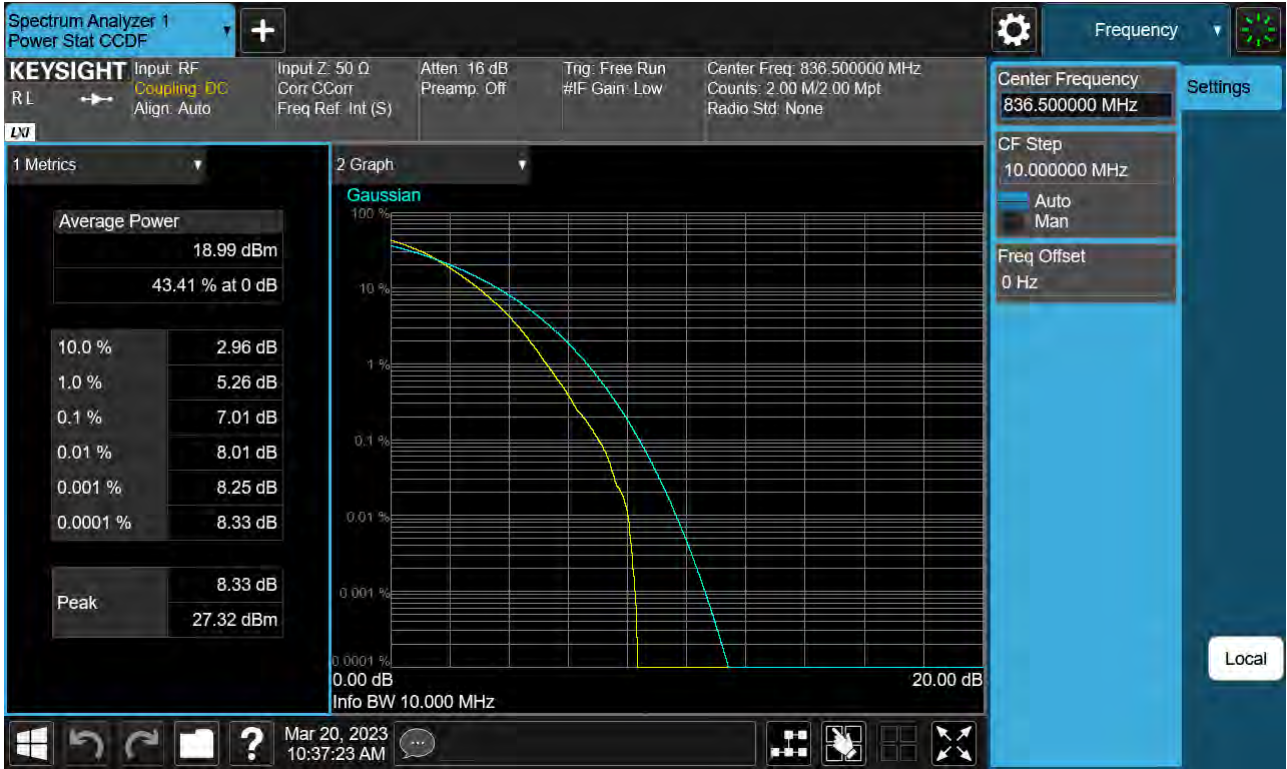 Spectrum Analyzer 1
Power Stat CCDF
Frequency
KEYSIGHT
R L
LXI
Input: RF
Coupling: DC
Align: Auto
Input Z: 50 Ω
Corr CCorr
Freq Ref: Int (S)
Atten: 16 dB
Preamp: Off
Trig: Free Run
#IF Gain: Low
Center Freq: 836.500000 MHz
Counts: 2.00 M/2.00 Mpt
Radio Std: None
Center Frequency
836.500000 MHz
Settings
CF Step
10.000000 MHz
Auto
Man
Freq Offset
0 Hz
Local
1 Metrics
Average Power
18.99 dBm
43.41 % at 0 dB
10.0 % 2.96 dB
1.0 % 5.26 dB
0.1 % 7.01 dB
0.01 % 8.01 dB
0.001 % 8.25 dB
0.0001 % 8.33 dB
Peak 8.33 dB
27.32 dBm
2 Graph
Gaussian
100 %
10 %
1 %
0.1 %
0.01 %
0.001 %
0.0001 %
0.00 dB 20.00 dB
Info BW 10.000 MHz
?
Mar 20, 2023
10:37:23 AM